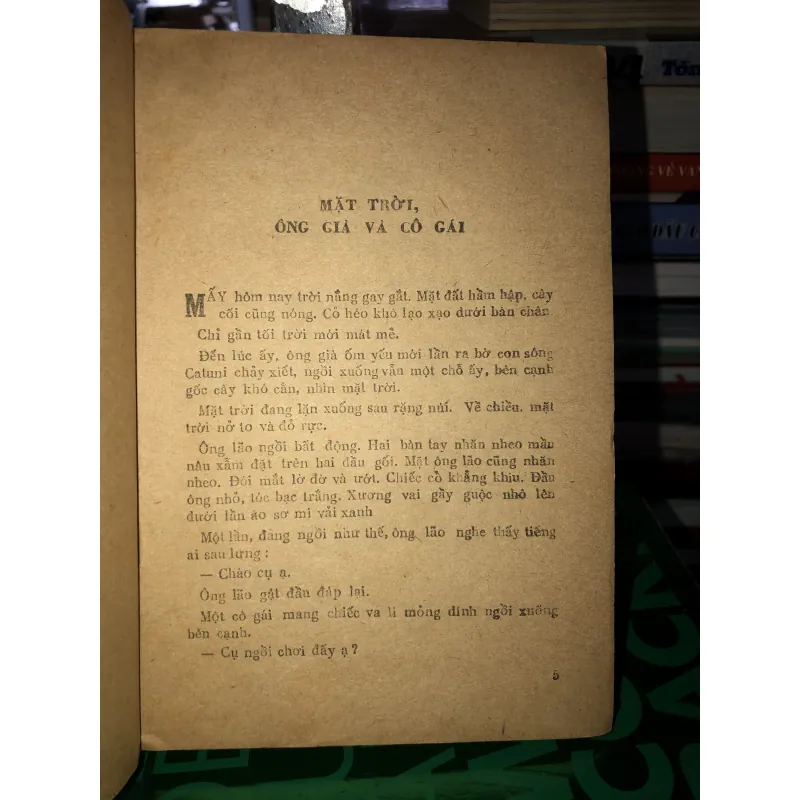 MẶT TRỜI,
ÔNG GIÀ VÀ CÔ GÁI
MẤY hôm nay trời nắng gay gắt. Mặt đất hầm hập, cây
cối cũng nóng. Cỏ héo khô lạo xạo dưới bàn chân
Chỉ gần tối trời mới mát mẻ.
Đến lúc ấy, ông già ốm yếu mới lần ra bờ con sông
Catuni chảy xiết, ngồi xuống vẫn một chỗ ấy, bên cạnh
gốc cây khô cằn, nhìn mặt trời.
Mặt trời đang lặn xuống sau rặng núi. Về chiều, mặt
trời nở to và đỏ rực.
Ông lão ngồi bất động. Hai bàn tay nhăn nheo mầu
nâu xẫm đặt trên hai đầu gối. Mặt ông lão cũng nhăn
nheo. Đôi mắt lờ đờ và ướt. Chiếc cổ khẳng khiu. Đầu
ông nhỏ, tóc bạc trắng. Xương vai gầy guộc nhô lên
dưới lần áo sơ mi vải xanh
Một lần, đang ngồi như thế, ông lão nghe thấy tiếng
ai sau lưng :
— Chào cụ ạ.
Ông lão gật đầu đáp lại.
Một cô gái mang chiếc va li mỏng dính ngồi xuống
bên cạnh.
— Cụ ngồi chơi đấy ạ?
5
VỀ VAN
ĐẦU